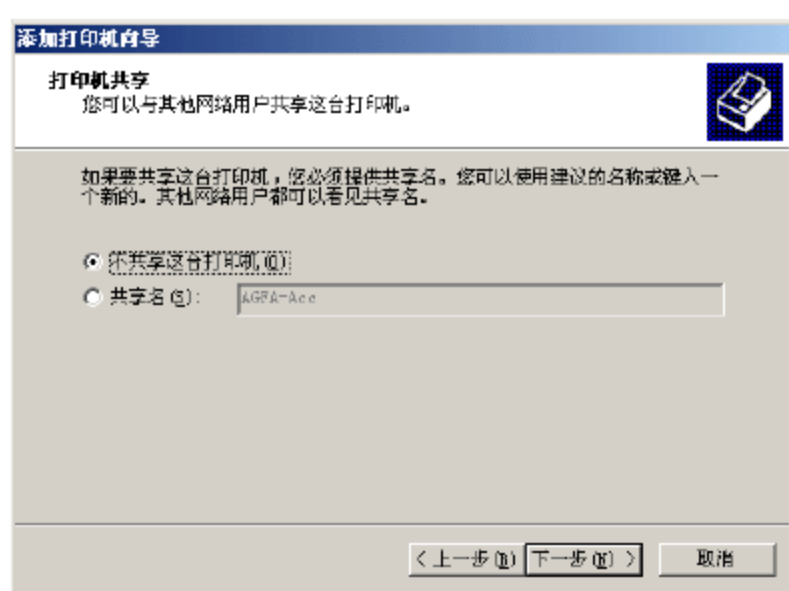 添加打印机向导
打印机共享
您可以与其他网络用户共享这台打印机。
如果要共享这台打印机，您必须提供共享名。您可以使用建议的名称或键入一
个新的。其他网络用户都可以看见共享名。
不共享这台打印机(O)
共享名(S): AGFA-Acc
< 上一步(B) 下一步(N) > 取消